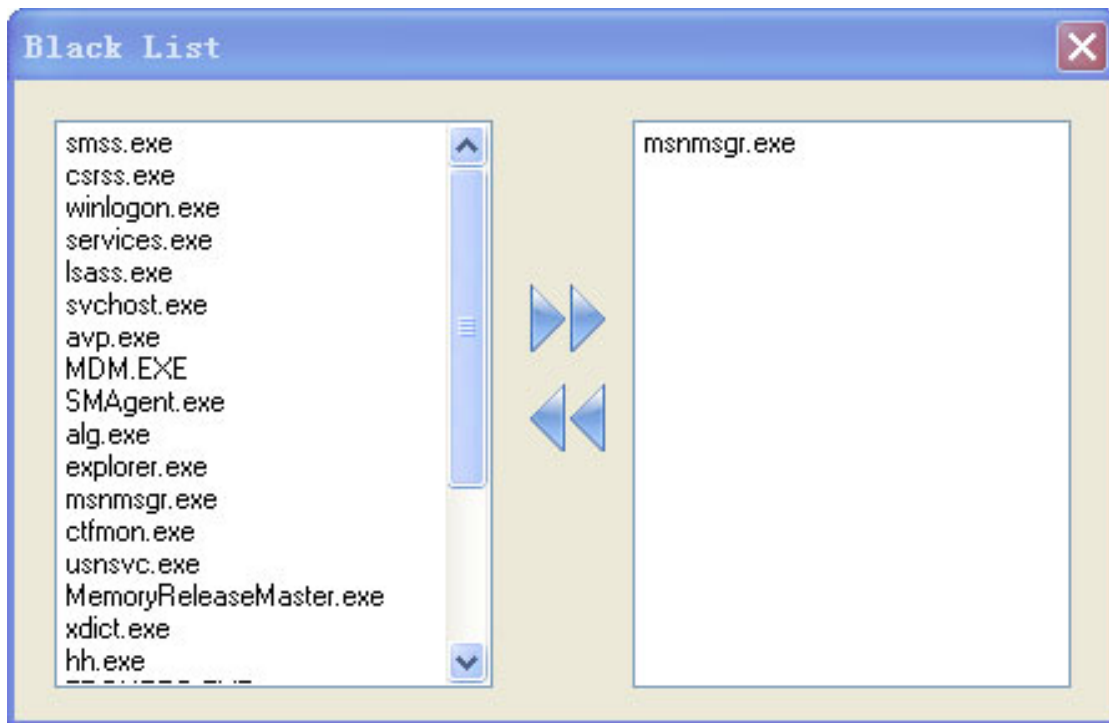 Black List
smss.exe
csrss.exe
winlogon.exe
services.exe
lsass.exe
svchost.exe
avp.exe
MDM.EXE
SMAgent.exe
alg.exe
explorer.exe
msnmsgr.exe
ctfmon.exe
usnsvc.exe
MemoryReleaseMaster.exe
xdict.exe
hh.exe
msnmsgr.exe